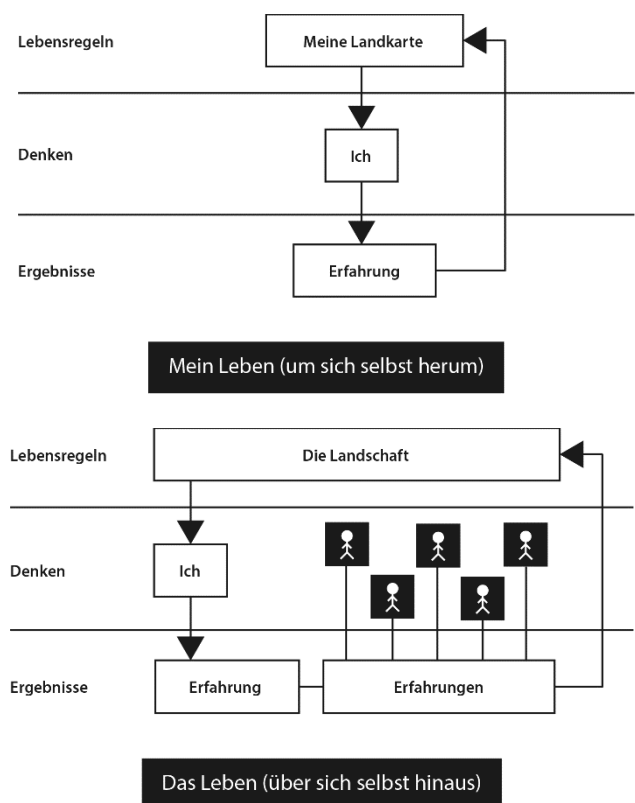 Lebensregeln
Meine Landkarte
Denken
Ich
Ergebnisse
Erfahrung
Mein Leben (um sich selbst herum)
Lebensregeln
Die Landschaft
Denken
Ich
Ergebnisse
Erfahrung
Erfahrungen
Das Leben (über sich selbst hinaus)